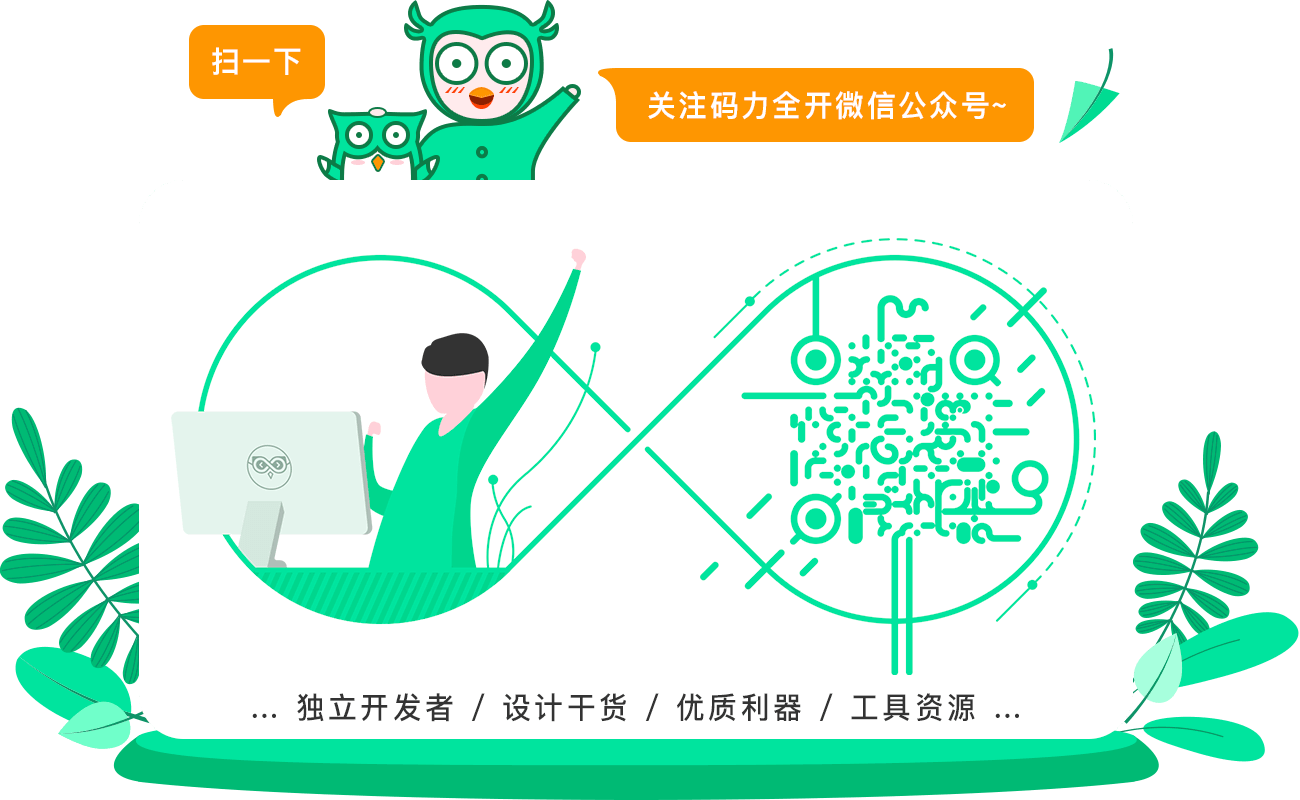 扫一下
关注码力全开微信公众号~
... 独立开发者 / 设计干货 / 优质利器 / 工具资源 ...